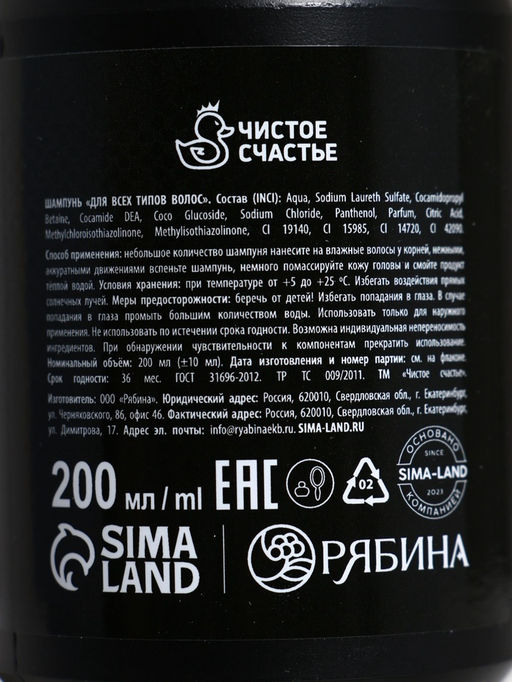 ЧИСТОЕ
СЧАСТЬЕ
ШАМПУНЬ «ДЛЯ ВСЕХ ТИПОВ ВОЛОС». Состав (INCI): Aqua, Sodium Laureth Sulfate, Cocamidopropyl
Betaine, Cocamide DEA, Coco Glucoside, Sodium Chloride, Panthenol, Parfum, Citric Acid,
Methylchloroisothiazolinone, Methylisothiazolinone, CI 19140, CI 15985, CI 14720, CI 42090.
Способ применения: небольшое количество шампуня нанесите на влажные волосы у корней, нежными,
аккуратными движениями вспеньте шампунь, немного помассируйте кожу головы и смойте продукт
тёплой водой. Условия хранения: при температуре от +5 до +25 °С. Избегать воздействия прямых
солнечных лучей. Меры предосторожности: беречь от детей! Избегать попадания в глаза. В случае
попадания в глаза промыть большим количеством воды. Использовать только для наружного
применения. Не использовать по истечении срока годности. Возможна индивидуальная непереносимость
ингредиентов. При обнаружении чувствительности к компонентам прекратить использование.
Номинальный объём: 200 мл (±10 мл). Дата изготовления и номер партии: см. на флаконе.
Срок годности: 36 мес. ГОСТ 31696-2012. ТР ТС 009/2011. ТМ «Чистое счастье».
Изготовитель: ООО «Рябина». Юридический адрес: Россия, 620010, Свердловская обл., г. Екатеринбург,
ул. Черняховского, 86, офис 46. Фактический адрес: Россия, 620010, Свердловская обл., г. Екатеринбург,
ул. Димитрова, 17. Адрес эл. почты: info@ryabinaekb.ru. SIMA-LAND.RU
200 мл / ml
EAC
02
ОСНОВАНО
SINCE
SIMA-LAND
2021
КОМПАНИЕЙ
SIMA
LAND
РЯБИНА